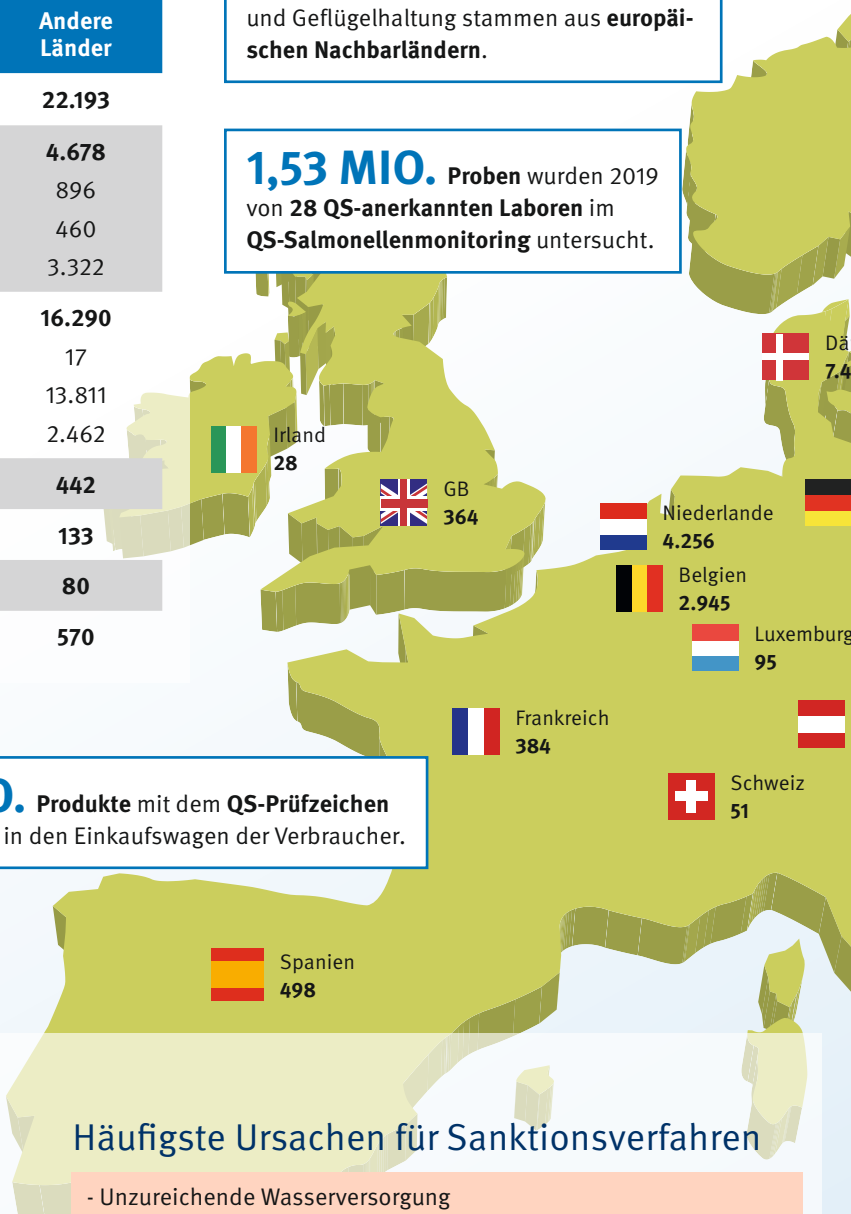 Andere
Länder
22.193
4.678
896
460
3.322
16.290
17
13.811
2.462
442
133
80
570
und Geflügelhaltung stammen aus europäi-
schen Nachbarländern.
1,53 MIO. Proben wurden 2019
von 28 QS-anerkannten Laboren im
QS-Salmonellenmonitoring untersucht.
Dä
7.4
Irland
28
GB
364
Niederlande
4.256
Belgien
2.945
Luxemburg
95
Frankreich
384
Schweiz
51
O. Produkte mit dem QS-Prüfzeichen
in den Einkaufswagen der Verbraucher.
Spanien
498
Häufigste Ursachen für Sanktionsverfahren
- Unzureichende Wasserversorgung